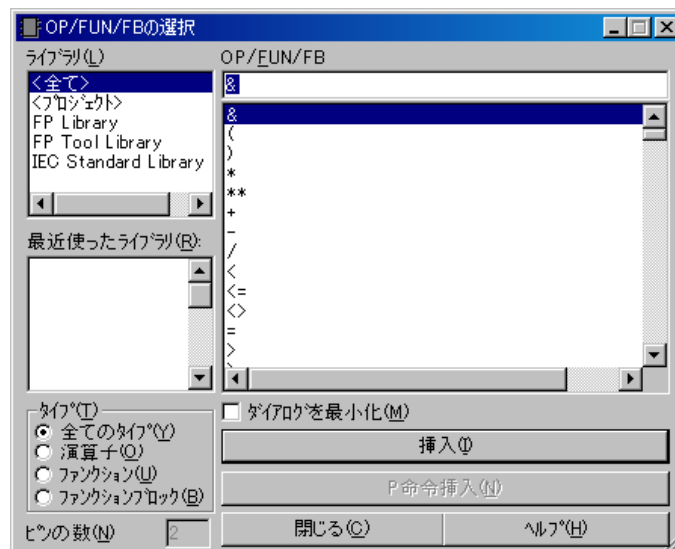 OP/FUN/FBの選択
ﾗｲﾌﾞﾗﾘ(L)
<全て>
<ﾌﾟﾛｼﾞｪｸﾄ>
FP Library
FP Tool Library
IEC Standard Library
最近使ったﾗｲﾌﾞﾗﾘ(R):
OP/FUN/FB
&
&
(
)
*
**
+
-
/
<
<=
<>
=
>
ﾀｲﾌﾟ(T)
全てのﾀｲﾌﾟ(Y)
演算子(O)
ﾌｧﾝｸｼｮﾝ(U)
ﾌｧﾝｸｼｮﾝﾌﾞﾛｯｸ(B)
ﾋﾟﾝの数(N) 2
ﾀﾞｲｱﾛｸﾞを最小化(M)
挿入(I)
P命令挿入(N)
閉じる(C)
ﾍﾙﾌﾟ(H)